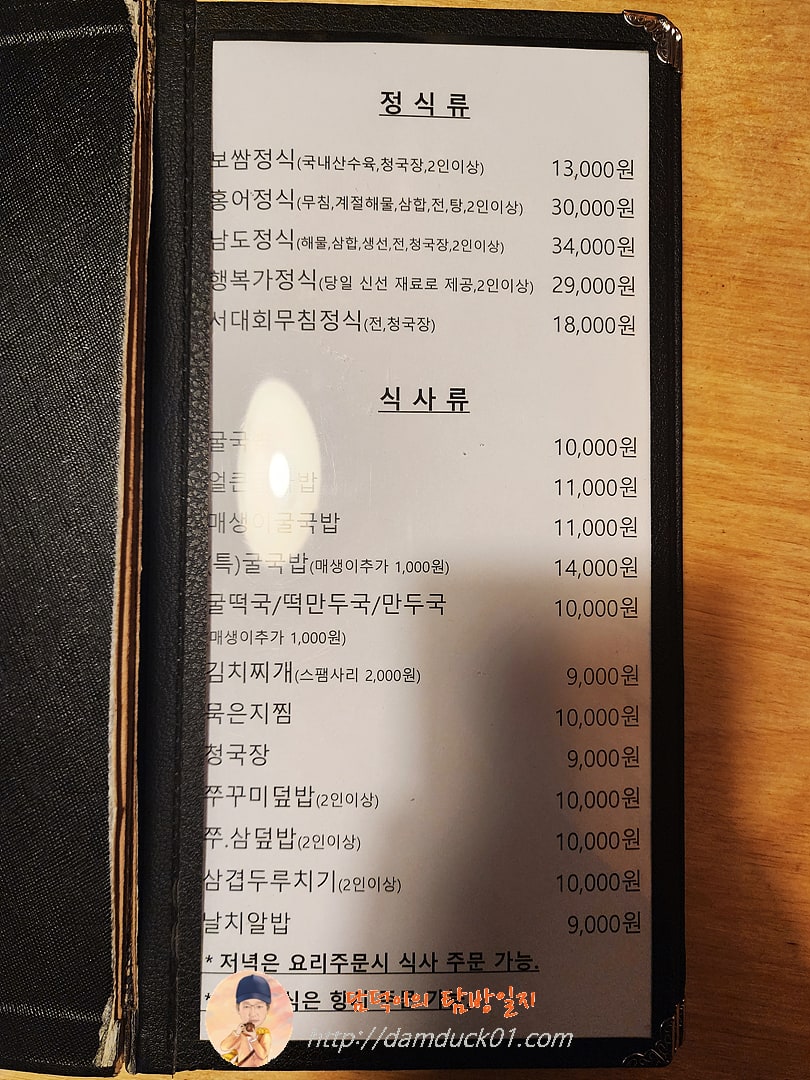 정 식 류
보쌈정식(국내산수육,청국장,2인이상) 13,000원
홍어정식(무침,계절해물,삼합,전,탕,2인이상) 30,000원
남도정식(해물,삼합,생선,전,청국장,2인이상) 34,000원
행복가정식(당일 신선 재료로 제공,2인이상) 29,000원
서대회무침정식(전,청국장) 18,000원
식 사 류
10,000원
11,000원
매생이굴국밥 11,000원
특)굴국밥(매생이추가 1,000원) 14,000원
굴떡국/떡만두국/만두국 10,000원
매생이추가 1,000원)
김치찌개(스팸사리 2,000원) 9,000원
묵은지찜 10,000원
청국장 9,000원
쭈꾸미덮밥(2인이상) 10,000원
쭈.삼덮밥(2인이상) 10,000원
삼겹두루치기(2인이상) 10,000원
날치알밥 9,000원
* 저녁은 요리주문시 식사 주문 가능.
담떡이의 탐방일지
http://damduck01.com